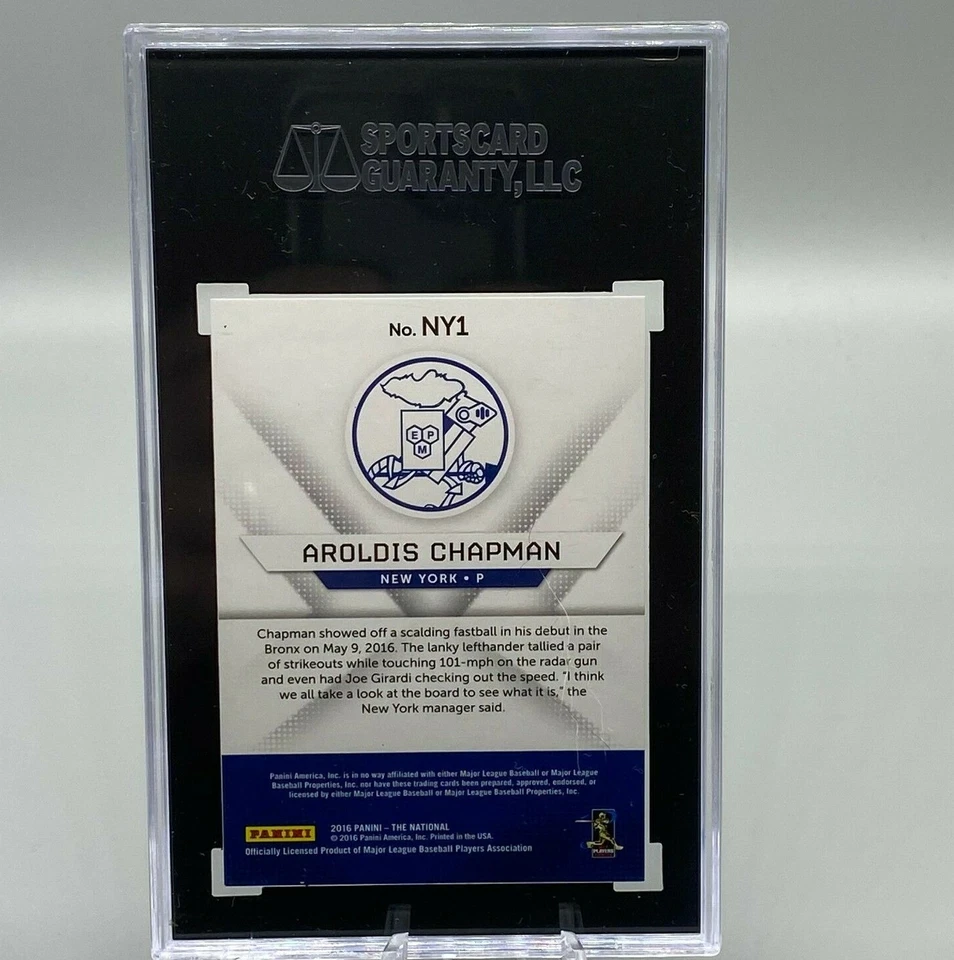 SPORTSCARD
GUARANTY, LLC
No. NY1
E P
M
AROLDIS CHAPMAN
NEW YORK • P
Chapman showed off a scalding fastball in his debut in the
Bronx on May 9, 2016. The lanky lefthander tallied a pair
of strikeouts while touching 101-mph on the radar gun
and even had Joe Girardi checking out the speed. "I think
we all take a look at the board to see what it is," the
New York manager said.
Panini America, Inc. is in no way affiliated with either Major League Baseball or Major League
Baseball Properties, Inc. nor have these trading cards been prepared, approved, endorsed, or
licensed by either Major League Baseball or Major League Baseball Properties, Inc.
PANINI
2016 PANINI – THE NATIONAL
© 2016 Panini America, Inc. Printed in the USA.
Officially Licensed Product of Major League Baseball Players Association
PLAYERS